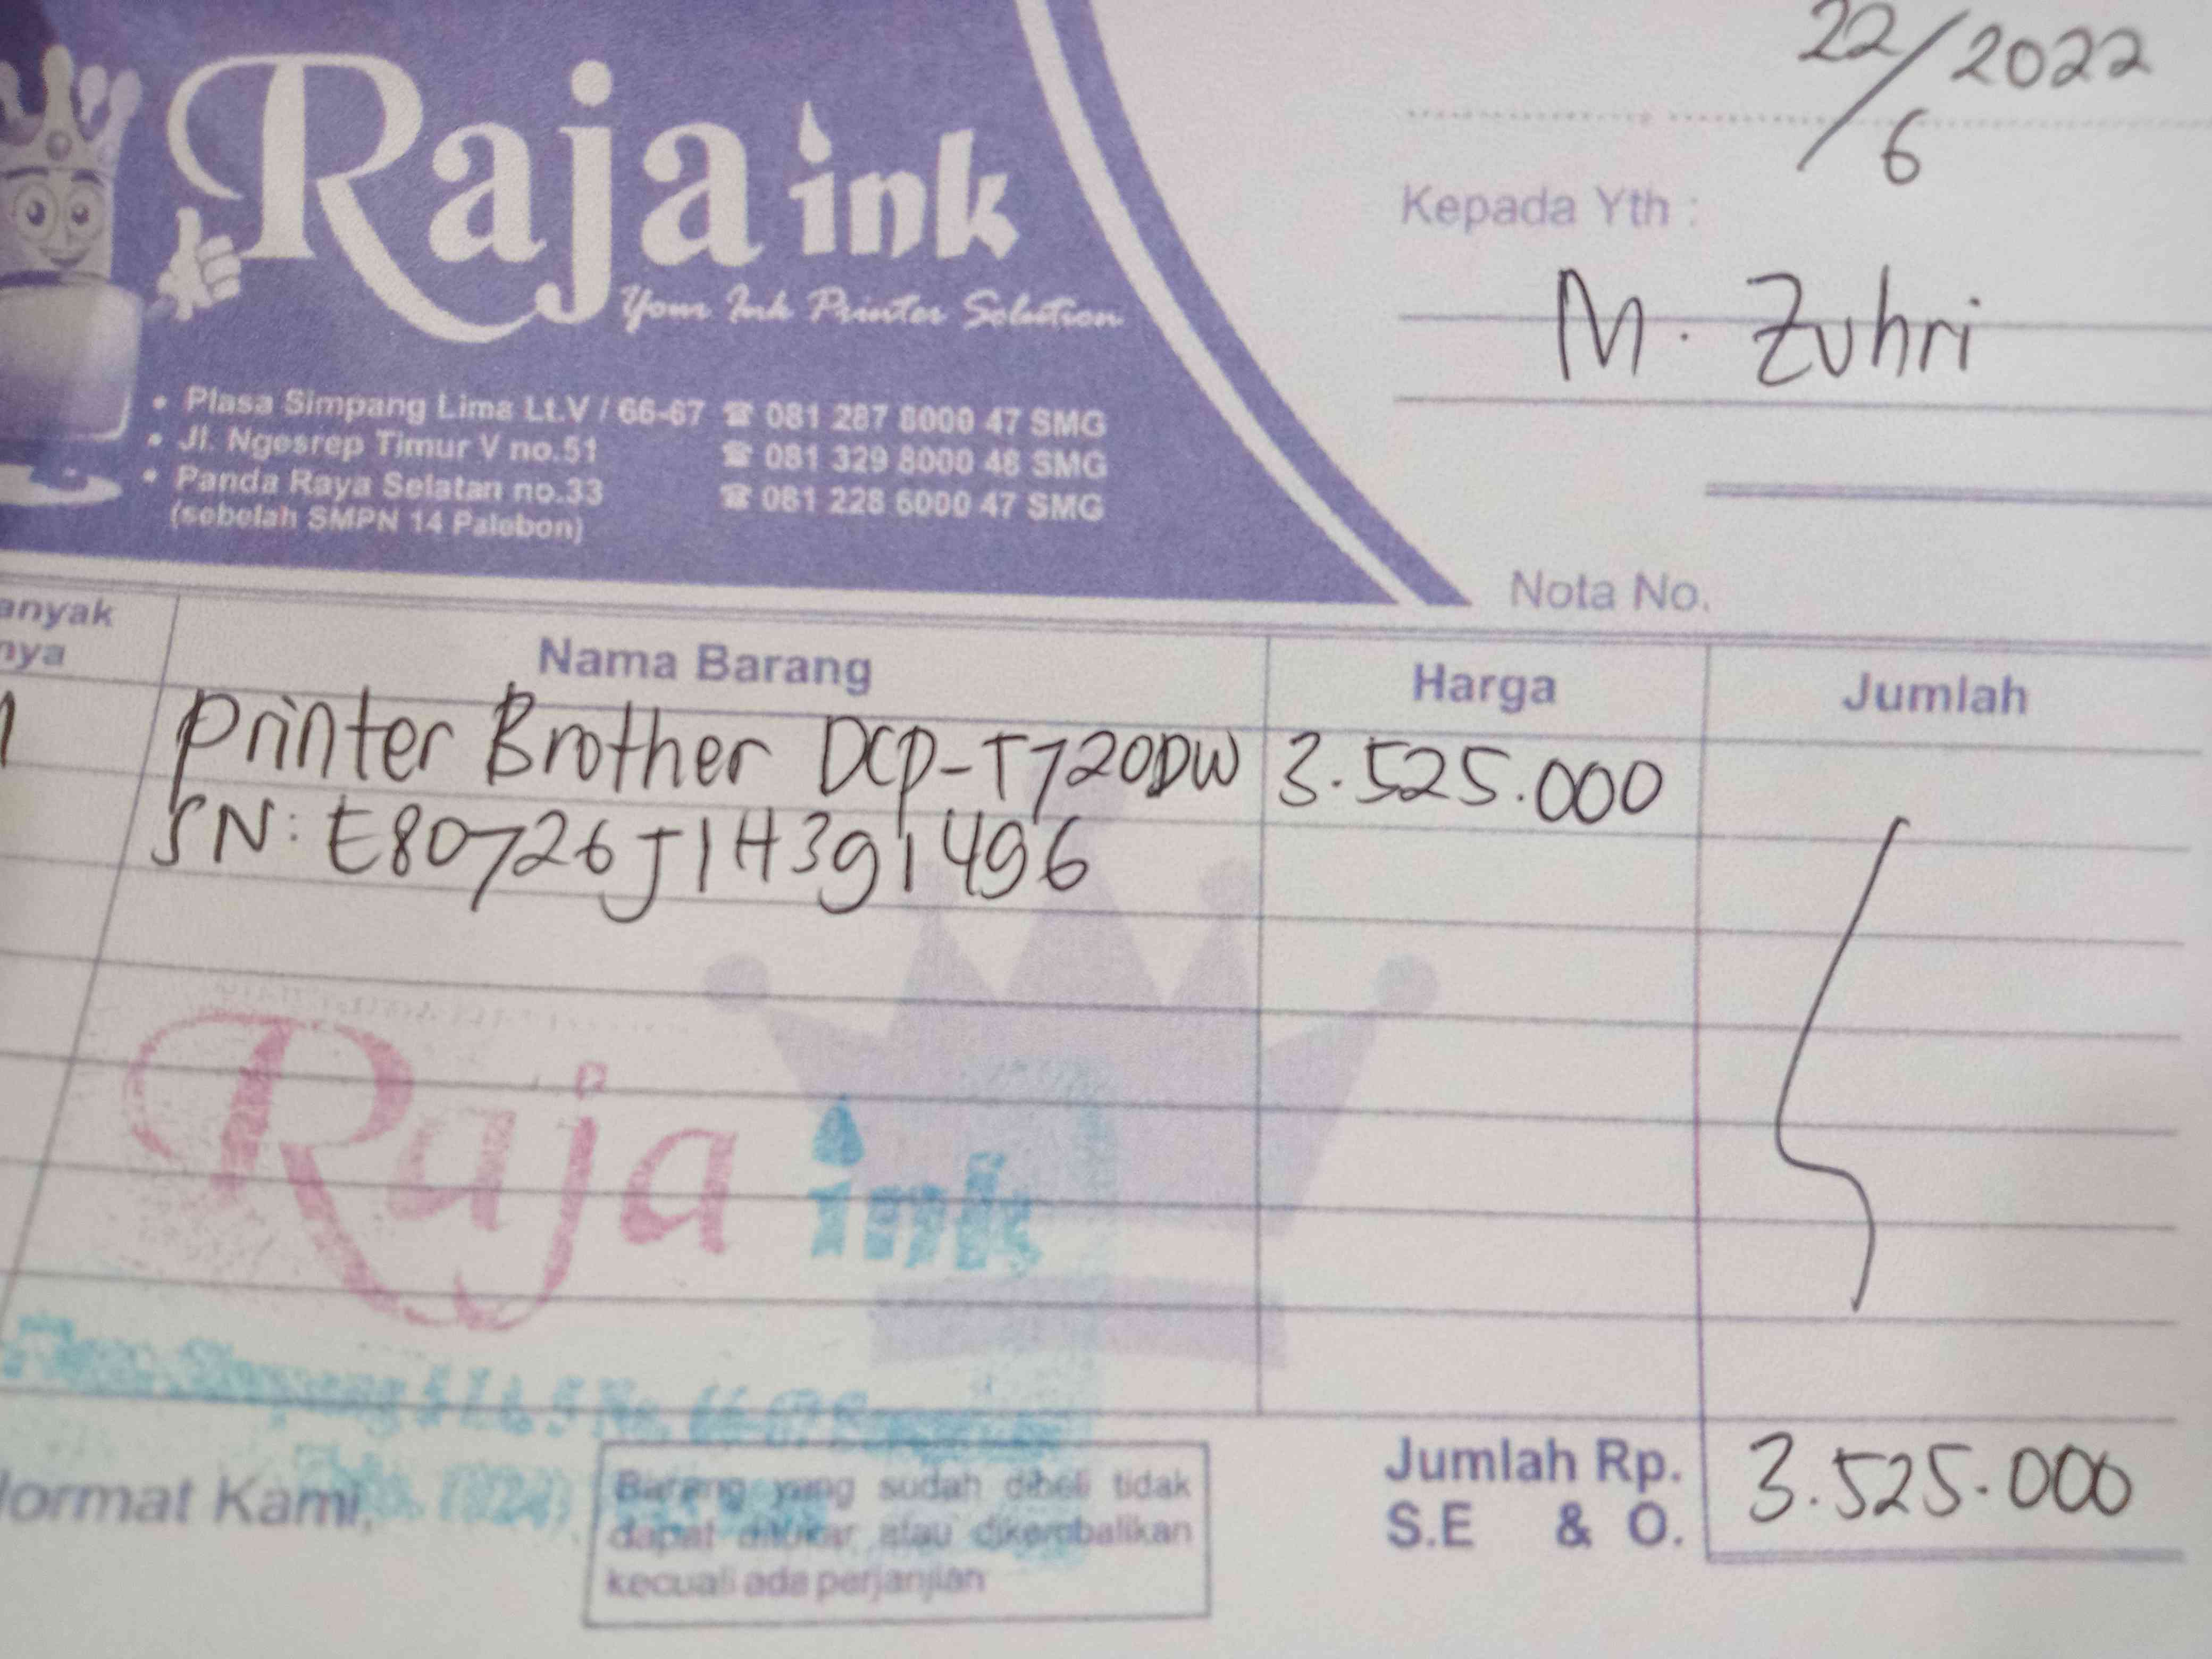 22/6 2022
Raja ink
Your Ink Printer Solution
Kepada Yth :
M. Zuhri
• Plasa Simpang Lima Lt.V / 66-67 ☎ 081 287 8000 47 SMG
• Jl. Ngesrep Timur V no.51 ☎ 081 329 8000 48 SMG
• Panda Raya Selatan no.33 ☎ 081 228 6000 47 SMG
(sebelah SMPN 14 Palebon)
Nota No.
anyak
nya
Nama Barang Harga Jumlah
1 Printer Brother DCP-T720DW 3.525.000
SN: E80726J1H391496
Raja ink
Jumlah Rp. 3.525.000
S.E & O.
Hormat Kami,
Barang yang sudah dibeli tidak
dapat ditukar atau dikembalikan
kecuali ada perjanjian